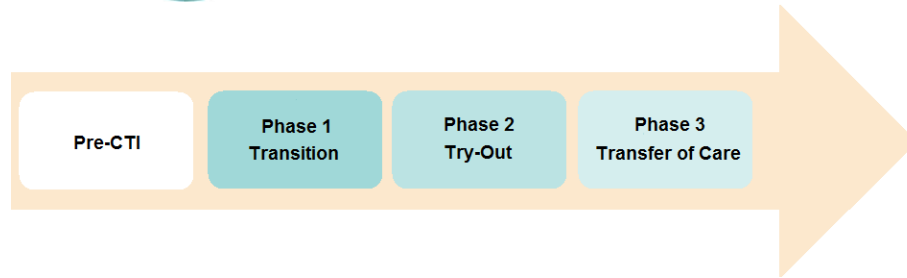 Pre-CTI
Phase 1
Transition
Phase 2
Try-Out
Phase 3
Transfer of Care